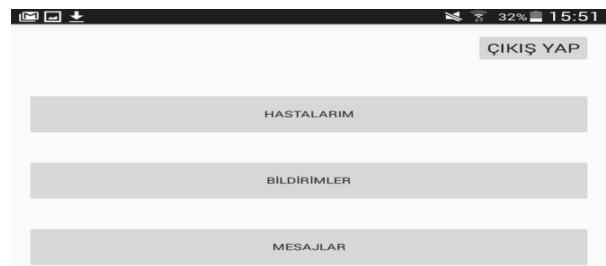 32% 15:51
ÇIKIŞ YAP
HASTALARIM
BİLDİRİMLER
MESAJLAR